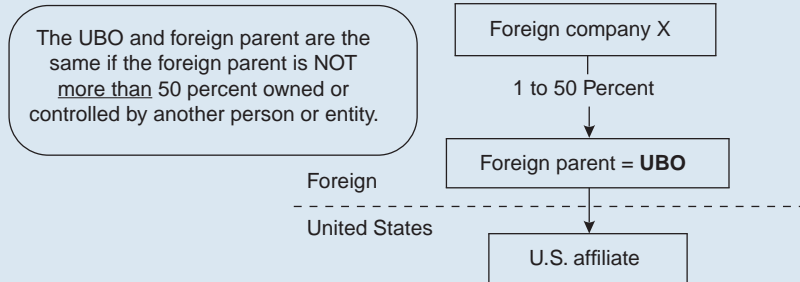 The UBO and foreign parent are the
same if the foreign parent is NOT
more than 50 percent owned or
controlled by another person or entity.
Foreign company X
1 to 50 Percent
Foreign parent = UBO
Foreign
United States
U.S. affiliate